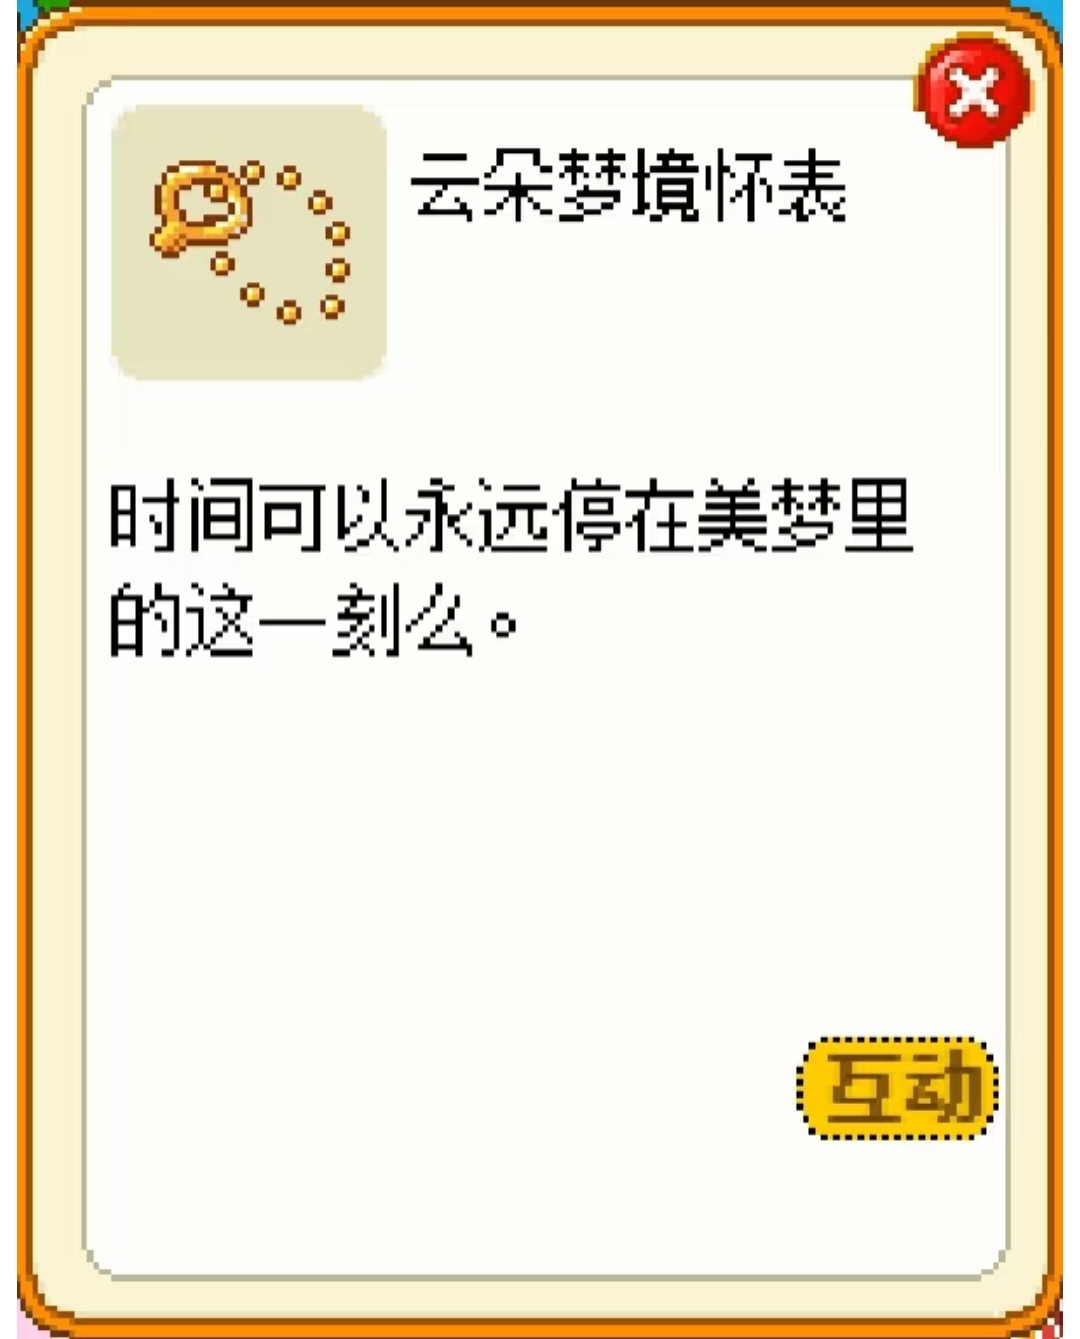 云朵梦境怀表
时间可以永远停在美梦里
的这一刻么。
互动